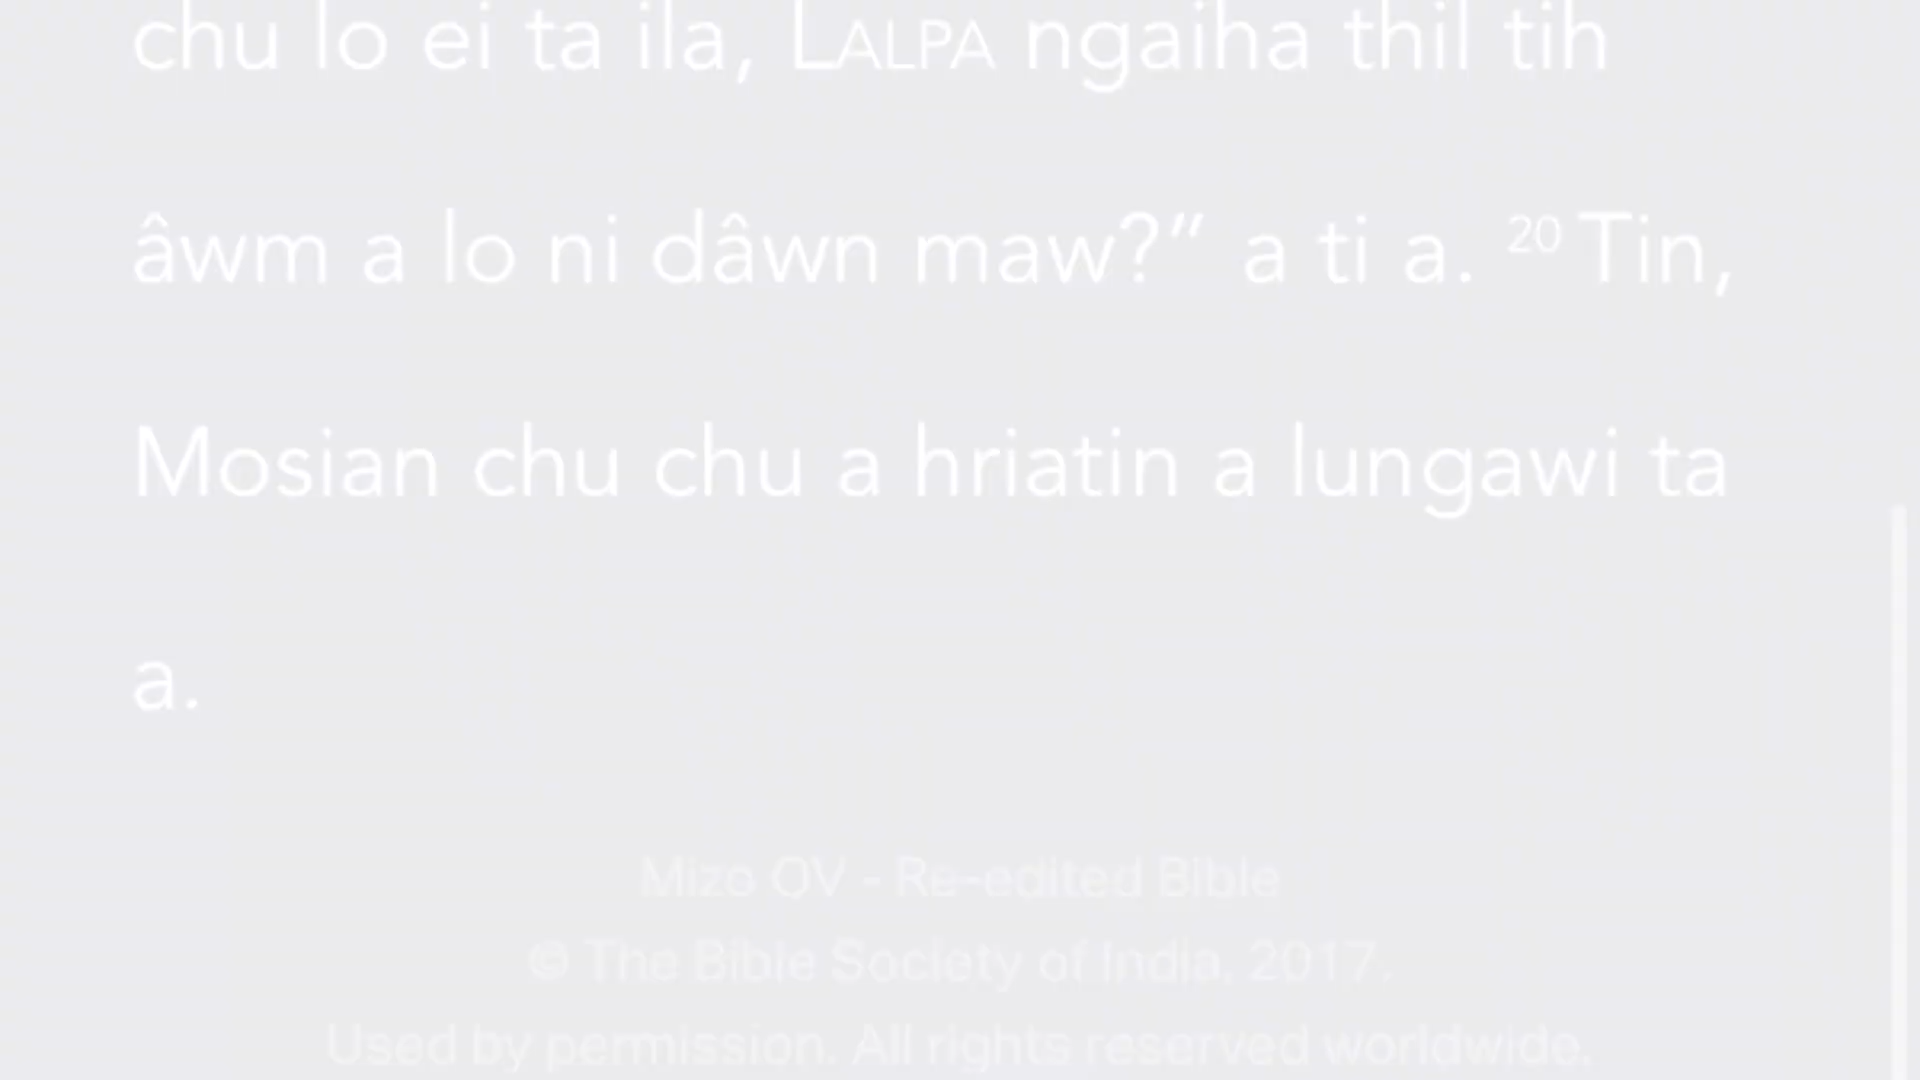 chu lo ei ta ila, LALPA ngaiha thil tih
âwm a lo ni dâwn maw?” a ti a. 20 Tin,
Mosian chu chu a hriatin a lungawi ta
a.
Mizo OV - Re-edited Bible
© The Bible Society of India, 2017.
Used by permission. All rights reserved worldwide.